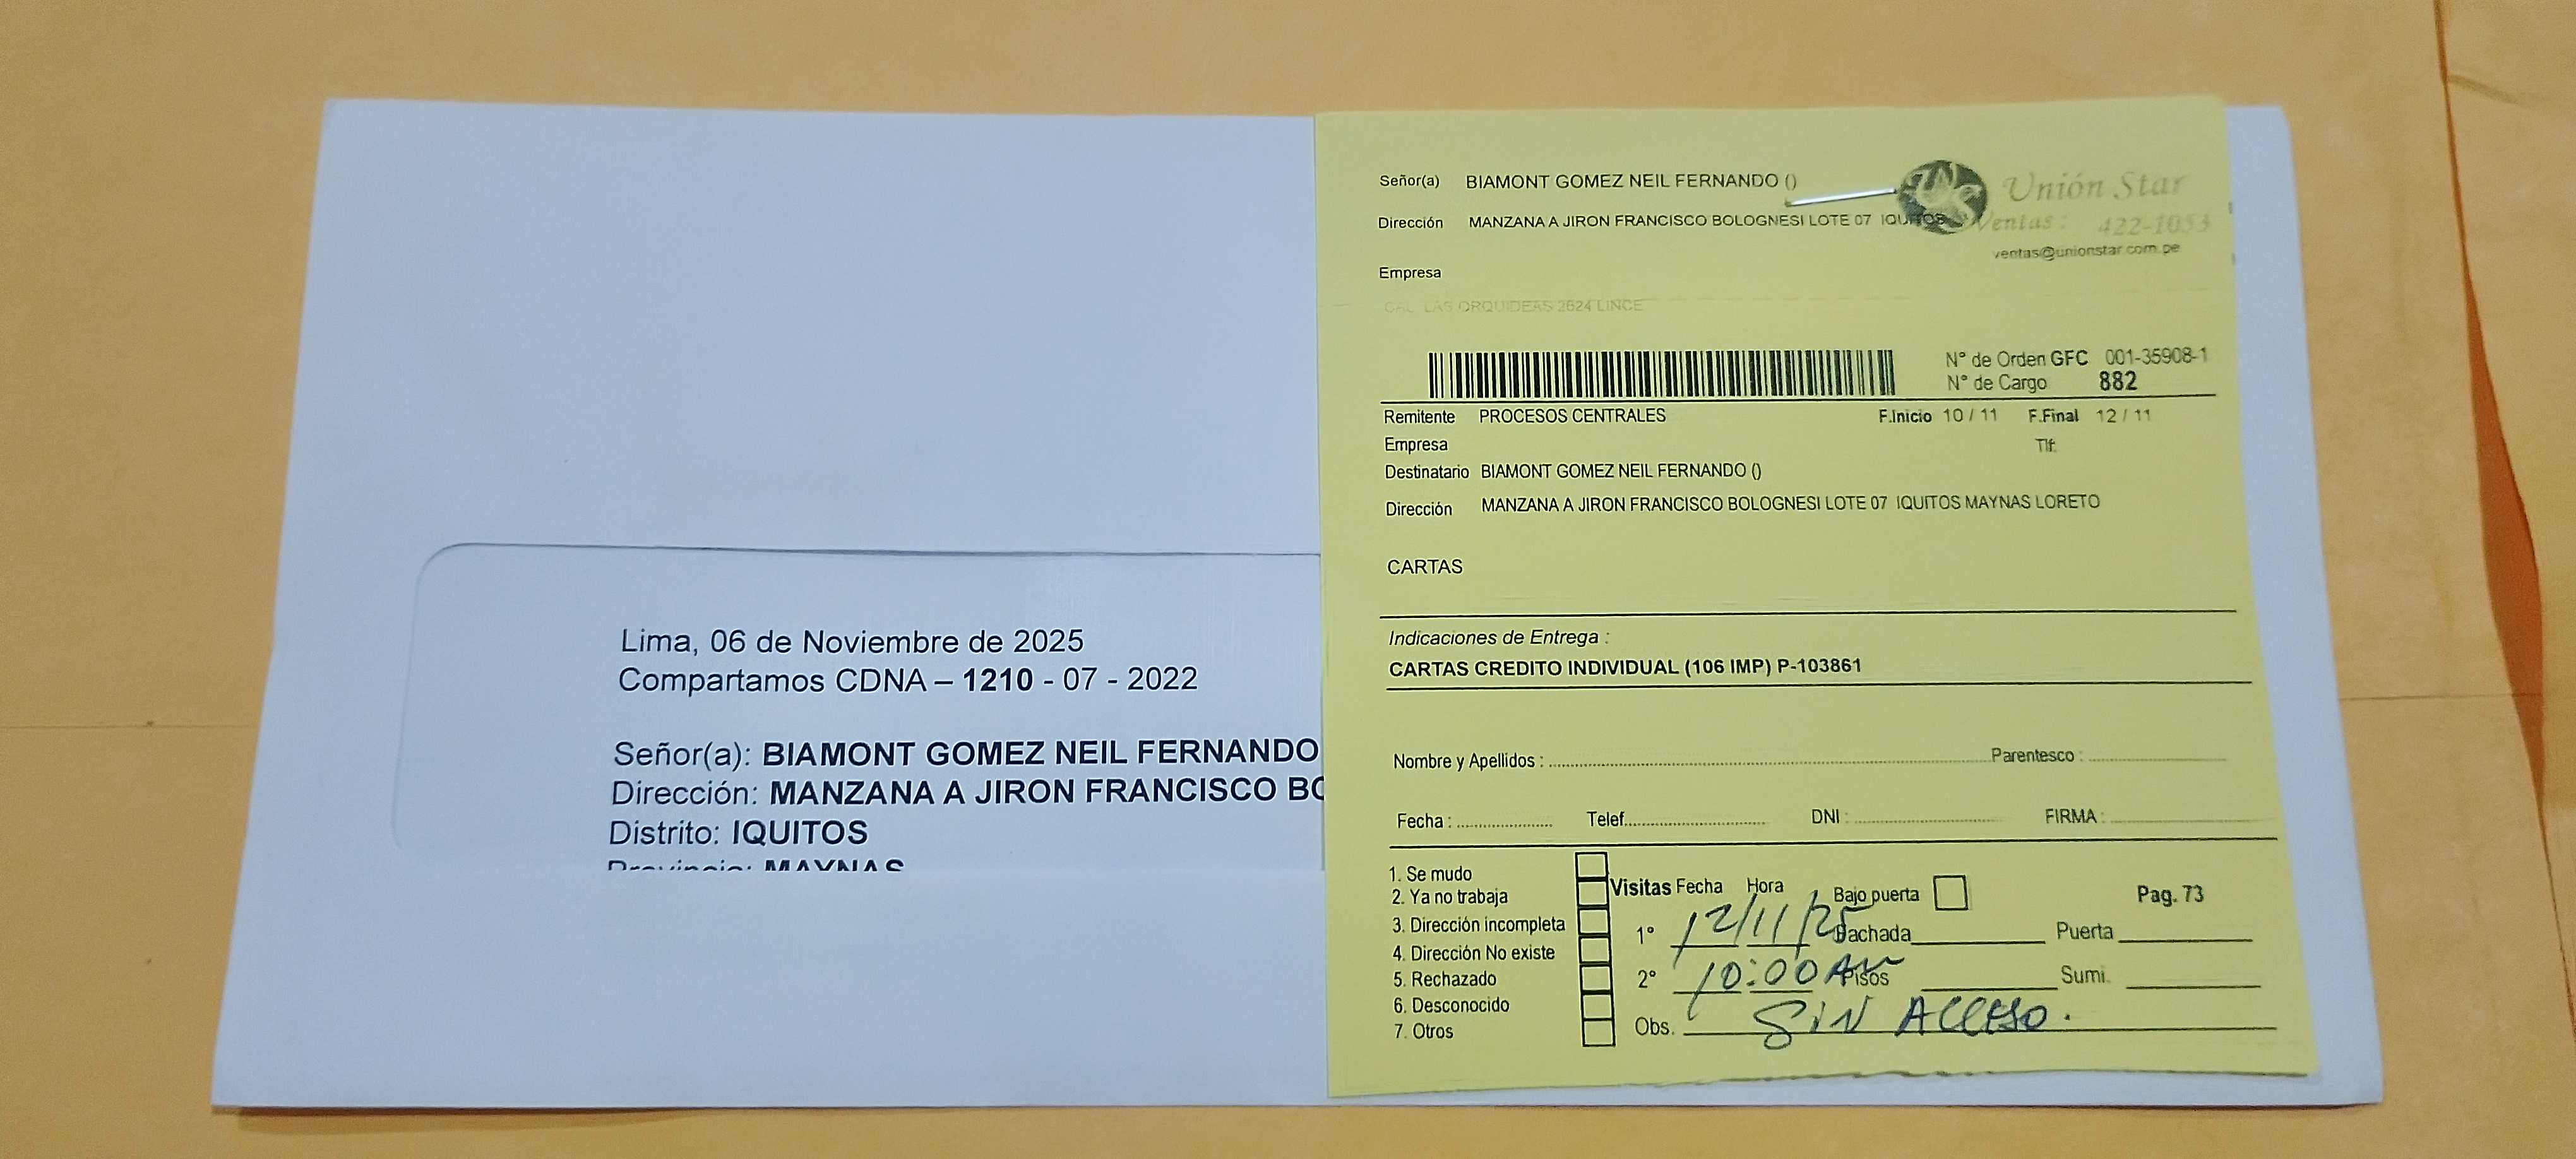 Lima, 06 de Noviembre de 2025
Compartamos CDNA – 1210 - 07 - 2022
Señor(a): BIAMONT GOMEZ NEIL FERNANDO
Dirección: MANZANA A JIRON FRANCISCO
Distrito: IQUITOS
Provincia: MAYNAS
Señor(a) BIAMONT GOMEZ NEIL FERNANDO ()
Unión Star
Dirección MANZANA A JIRON FRANCISCO BOLOGNESI LOTE 07 IQUITOS
Ventas: 422-1053
ventas@unionstar.com.pe
Empresa
LAS ORQUIDEAS 2624 LINCE
N° de Orden GFC 001-35908-1
N° de Cargo 882
Remitente PROCESOS CENTRALES F.Inicio 10 / 11 F.Final 12 / 11
Empresa Tlf:
Destinatario BIAMONT GOMEZ NEIL FERNANDO ()
Dirección MANZANA A JIRON FRANCISCO BOLOGNESI LOTE 07 IQUITOS MAYNAS LORETO
CARTAS
Indicaciones de Entrega :
CARTAS CREDITO INDIVIDUAL (106 IMP) P-103861
Nombre y Apellidos : Parentesco :
Fecha : Telef. DNI : FIRMA :
1. Se mudo
2. Ya no trabaja
3. Dirección incompleta
4. Dirección No existe
5. Rechazado
6. Desconocido
7. Otros
Visitas Fecha Hora Bajo puerta Pag. 73
1° 12/11/25 Fachada Puerta
2° 10:00 AM Pisos Sumi.
Obs. SIN ACCESO.